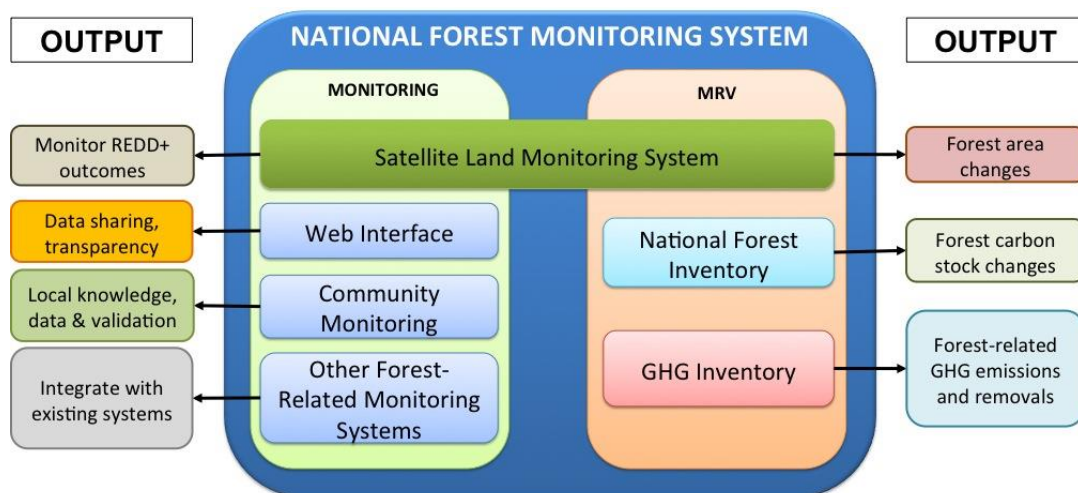 OUTPUT
NATIONAL FOREST MONITORING SYSTEM
OUTPUT
MONITORING
MRV
Monitor REDD+
outcomes
Satellite Land Monitoring System
Forest area
changes
Data sharing,
transparency
Web Interface
National Forest
Inventory
Forest carbon
stock changes
Local knowledge,
data & validation
Community
Monitoring
Integrate with
existing systems
Other Forest-
Related Monitoring
Systems
GHG Inventory
Forest-related
GHG emissions
and removals